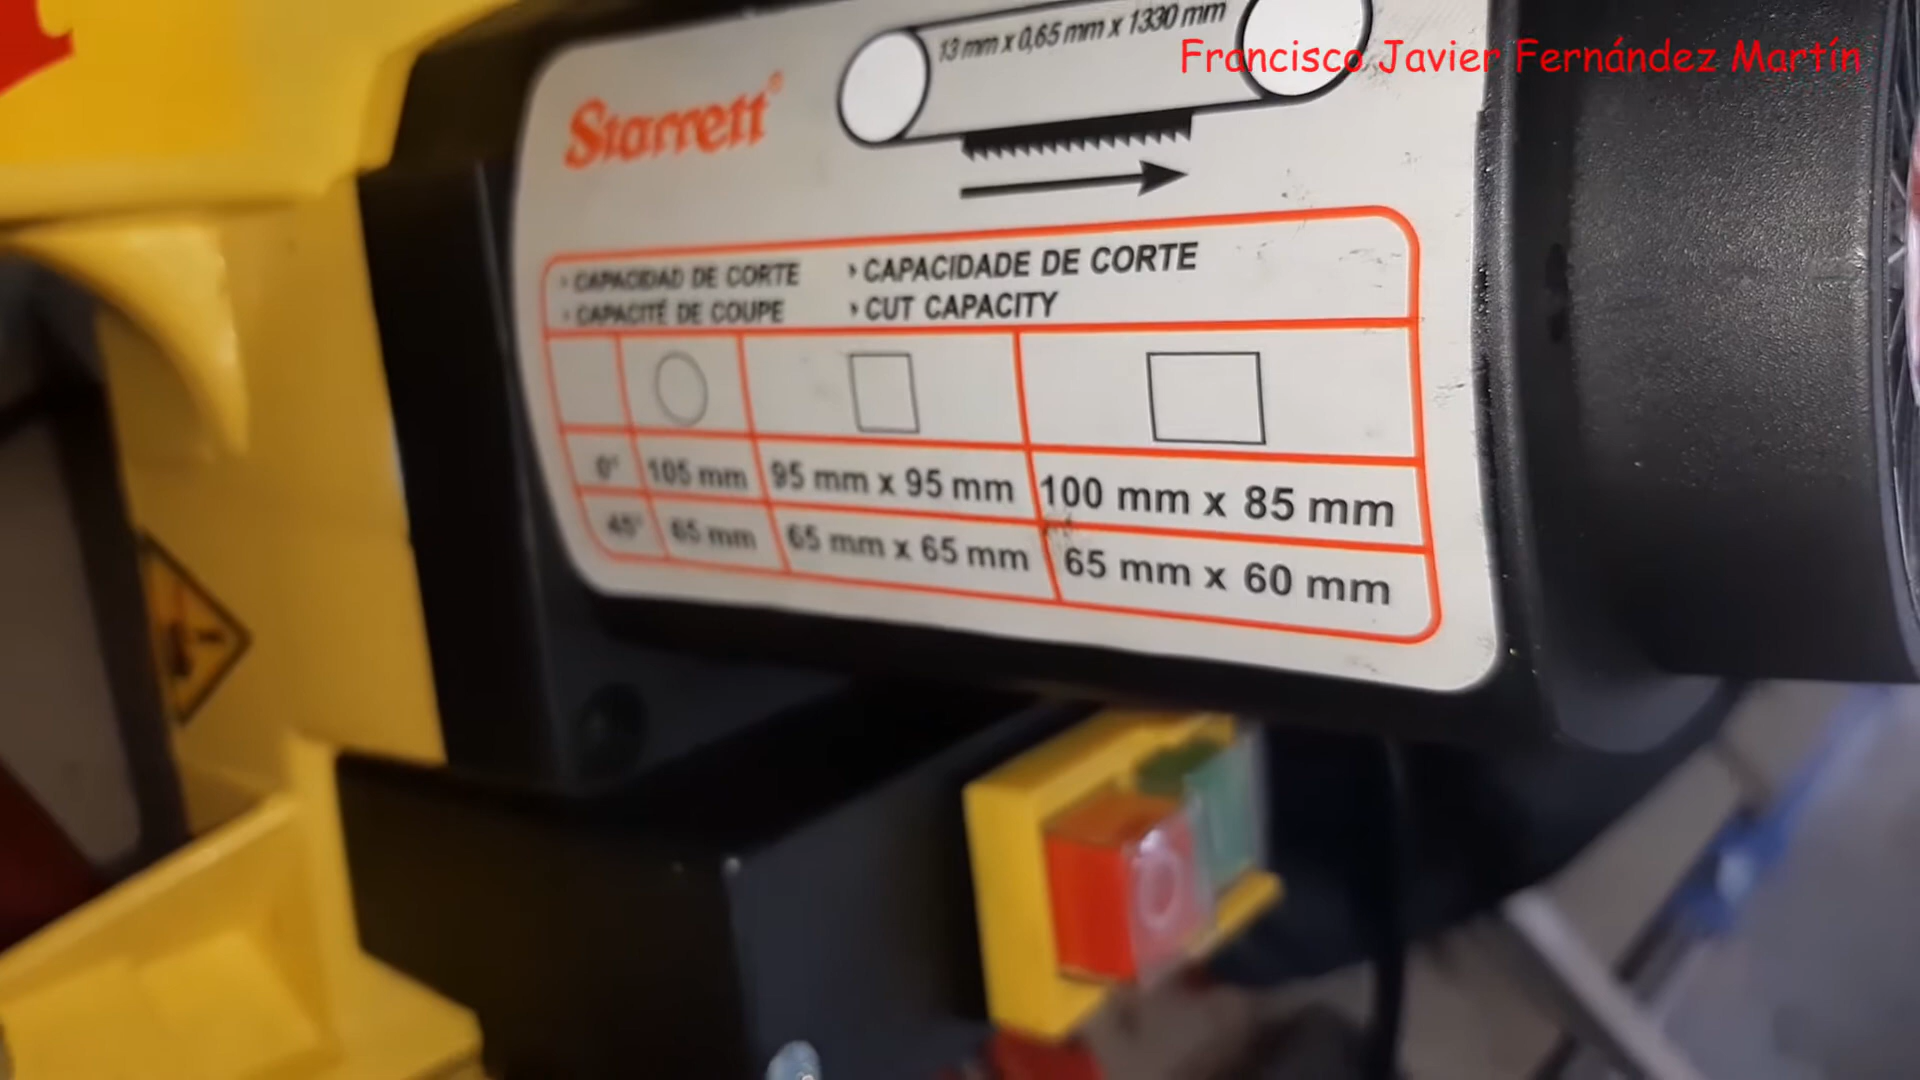 13 mm x 0,65 mm x 1330 mm
Francisco Javier Fernández Martín
Starrett®
› CAPACIDAD DE CORTE › CAPACIDADE DE CORTE
› CAPACITÉ DE COUPE › CUT CAPACITY
0° 105 mm 95 mm x 95 mm 100 mm x 85 mm
45° 65 mm 65 mm x 65 mm 65 mm x 60 mm